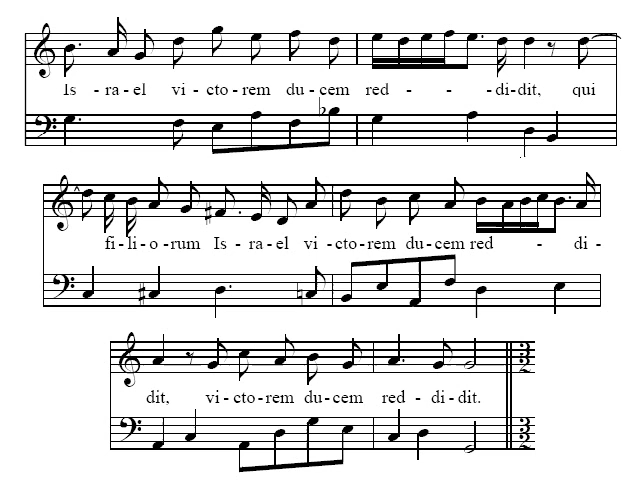 Is - ra - el vi - cto - rem du - cem red - - - di - dit, qui
fi - li - o - rum Is - ra - el vi - cto - rem du - cem red - di -
dit, vi - cto - rem du - cem red - di - dit.